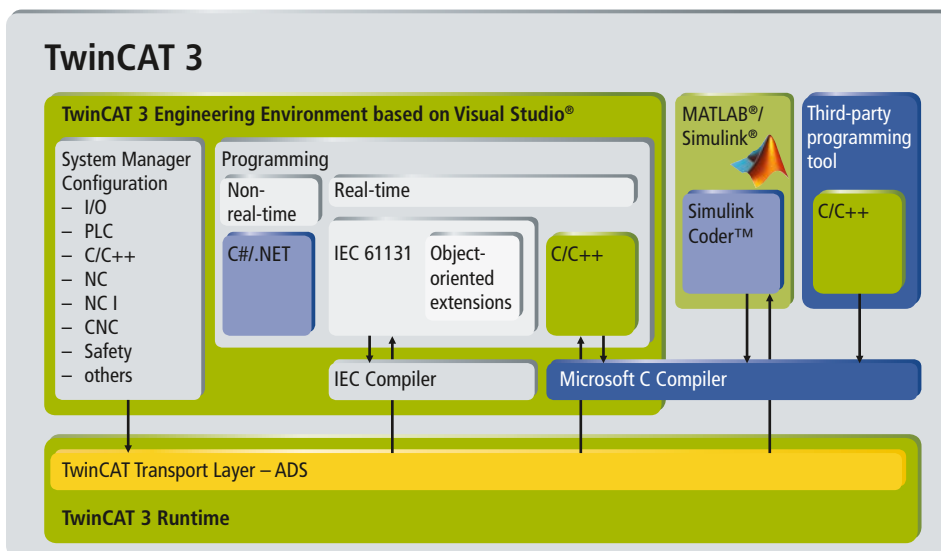 TwinCAT 3
TwinCAT 3 Engineering Environment based on Visual Studio®
System Manager
Configuration
– I/O
– PLC
– C/C++
– NC
– NC I
– CNC
– Safety
– others
Programming
Non-
real-time
Real-time
C#/.NET
IEC 61131
Object-
oriented
extensions
C/C++
IEC Compiler
MATLAB®/
Simulink®
Simulink
Coder™
Third-party
programming
tool
C/C++
Microsoft C Compiler
TwinCAT Transport Layer – ADS
TwinCAT 3 Runtime